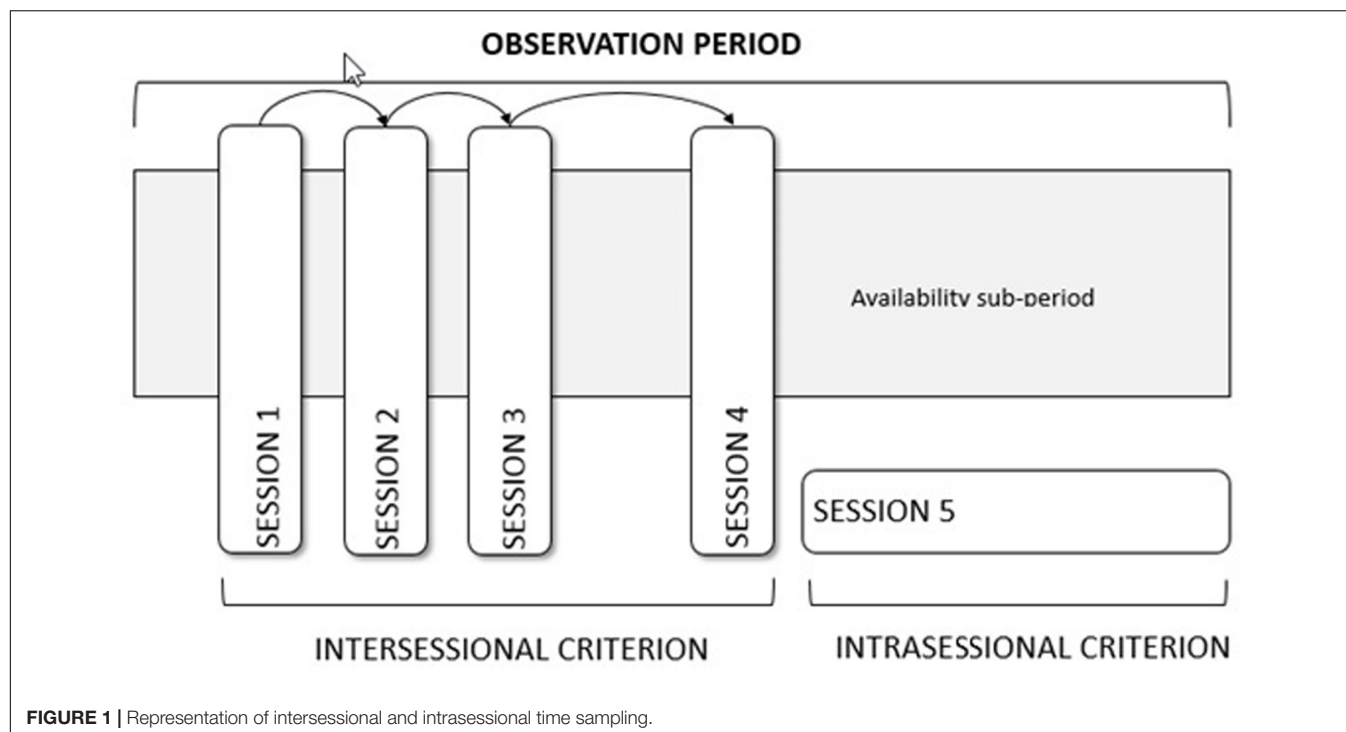 OBSERVATION PERIOD
Availability sub-period
SESSION 1
SESSION 2
SESSION 3
SESSION 4
SESSION 5
INTERSESSIONAL CRITERION
INTRASESSIONAL CRITERION
FIGURE 1 | Representation of intersessional and intrasessional time sampling.